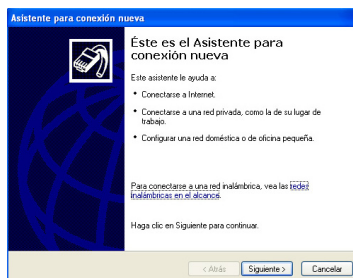 Asistente para conexión nueva
Éste es el Asistente para
conexión nueva
Este asistente le ayuda a:
• Conectarse a Internet.
• Conectarse a una red privada, como la de su lugar de
trabajo.
• Configurar una red doméstica o de oficina pequeña.
Para conectarse a una red inalámbrica, vea las redes
inalámbricas en el alcance.
Haga clic en Siguiente para continuar.
< Atrás
Siguiente >
Cancelar